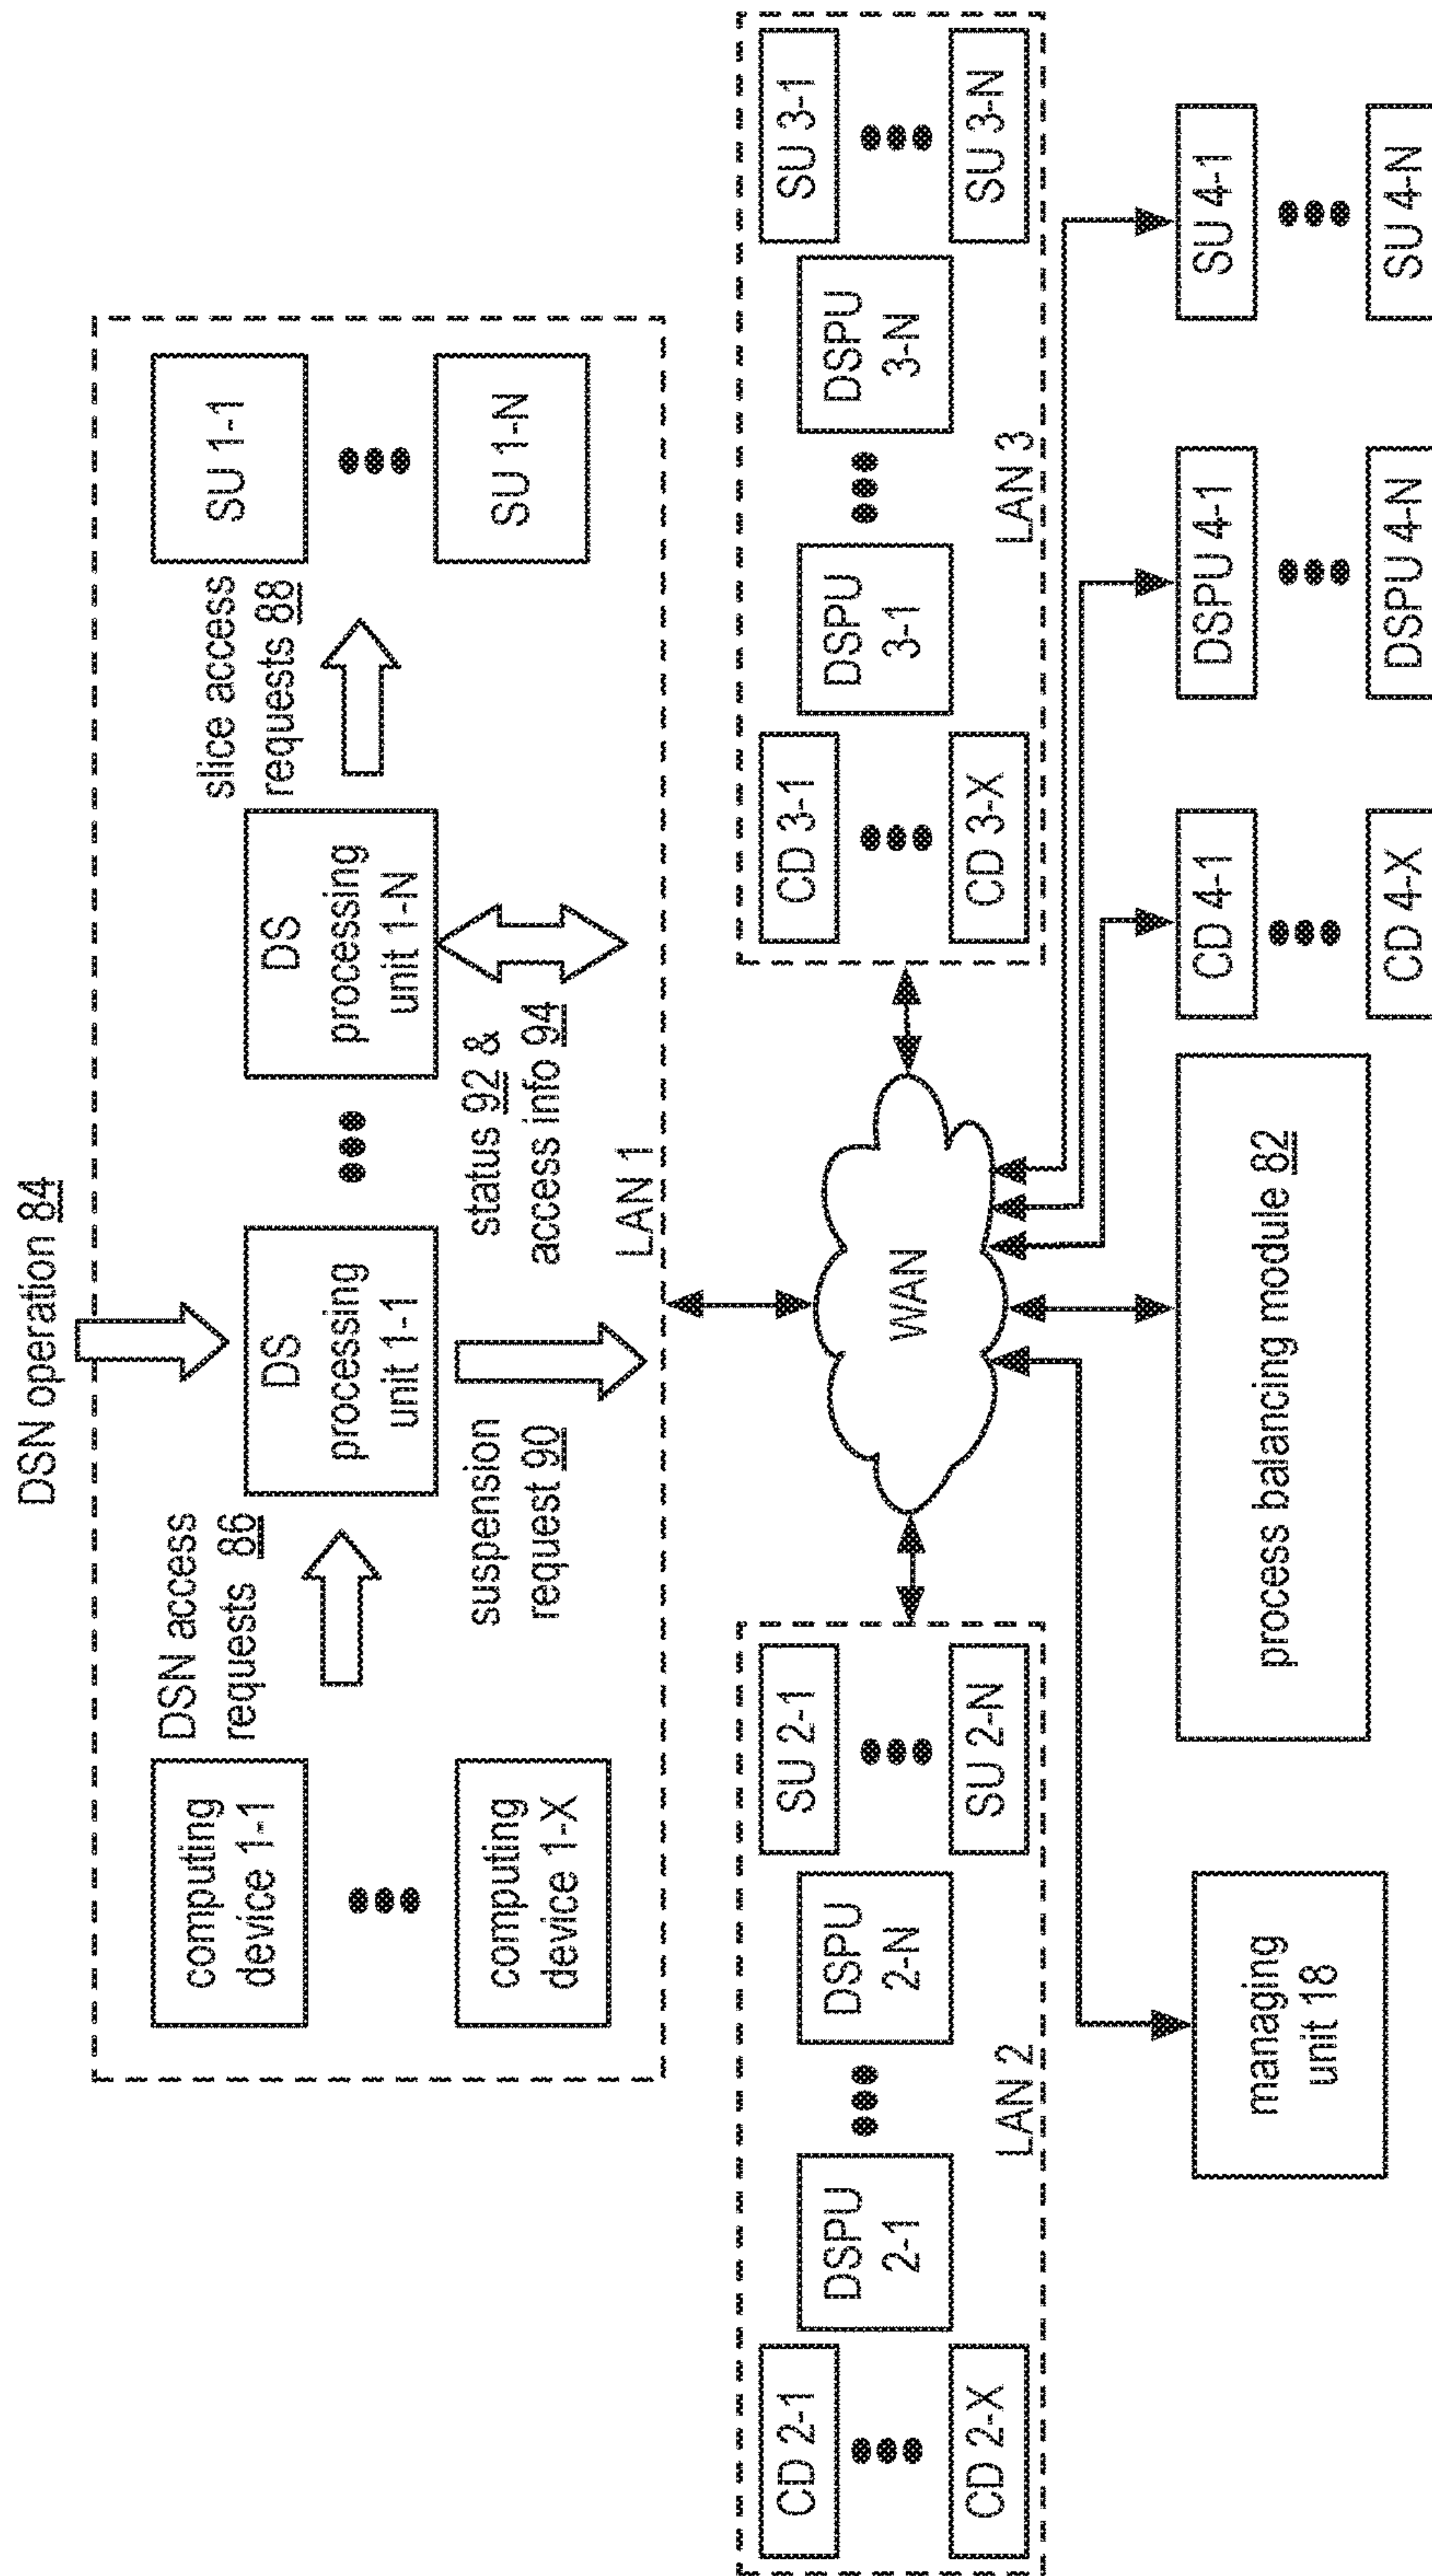 DSN operation 84
computing
device 1-1
computing
device 1-X
DSN access
requests 86
DS
processing
unit 1-1
suspension
request 90
DS
processing
unit 1-N
status 92 &
access info 94
slice access
requests 88
SU 1-1
SU 1-N
LAN 1
CD 2-1
CD 2-X
DSPU
2-1
DSPU
2-N
SU 2-1
SU 2-N
LAN 2
WAN
CD 3-1
CD 3-X
DSPU
3-1
DSPU
3-N
SU 3-1
SU 3-N
LAN 3
managing
unit 18
process balancing module 82
CD 4-1
CD 4-X
DSPU 4-1
DSPU 4-N
SU 4-1
SU 4-N